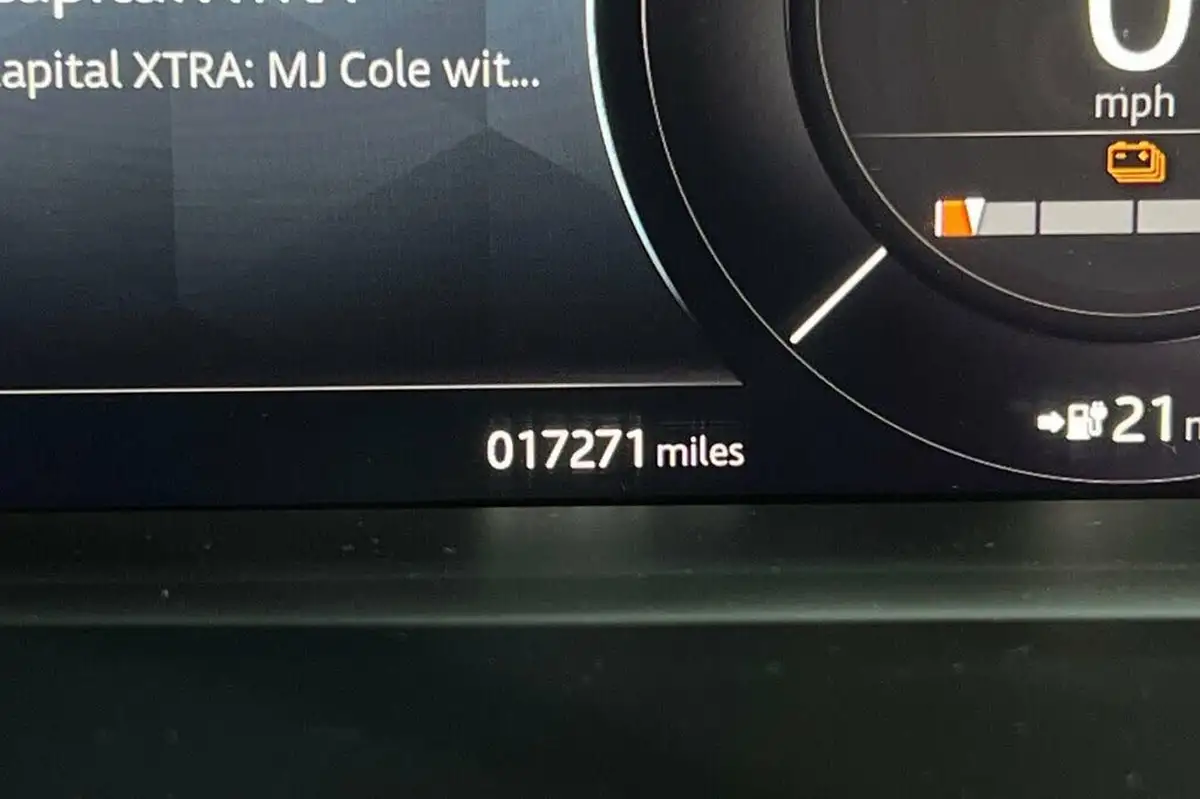 apital XTRA: MJ Cole wit...
0
mph
017271 miles
21